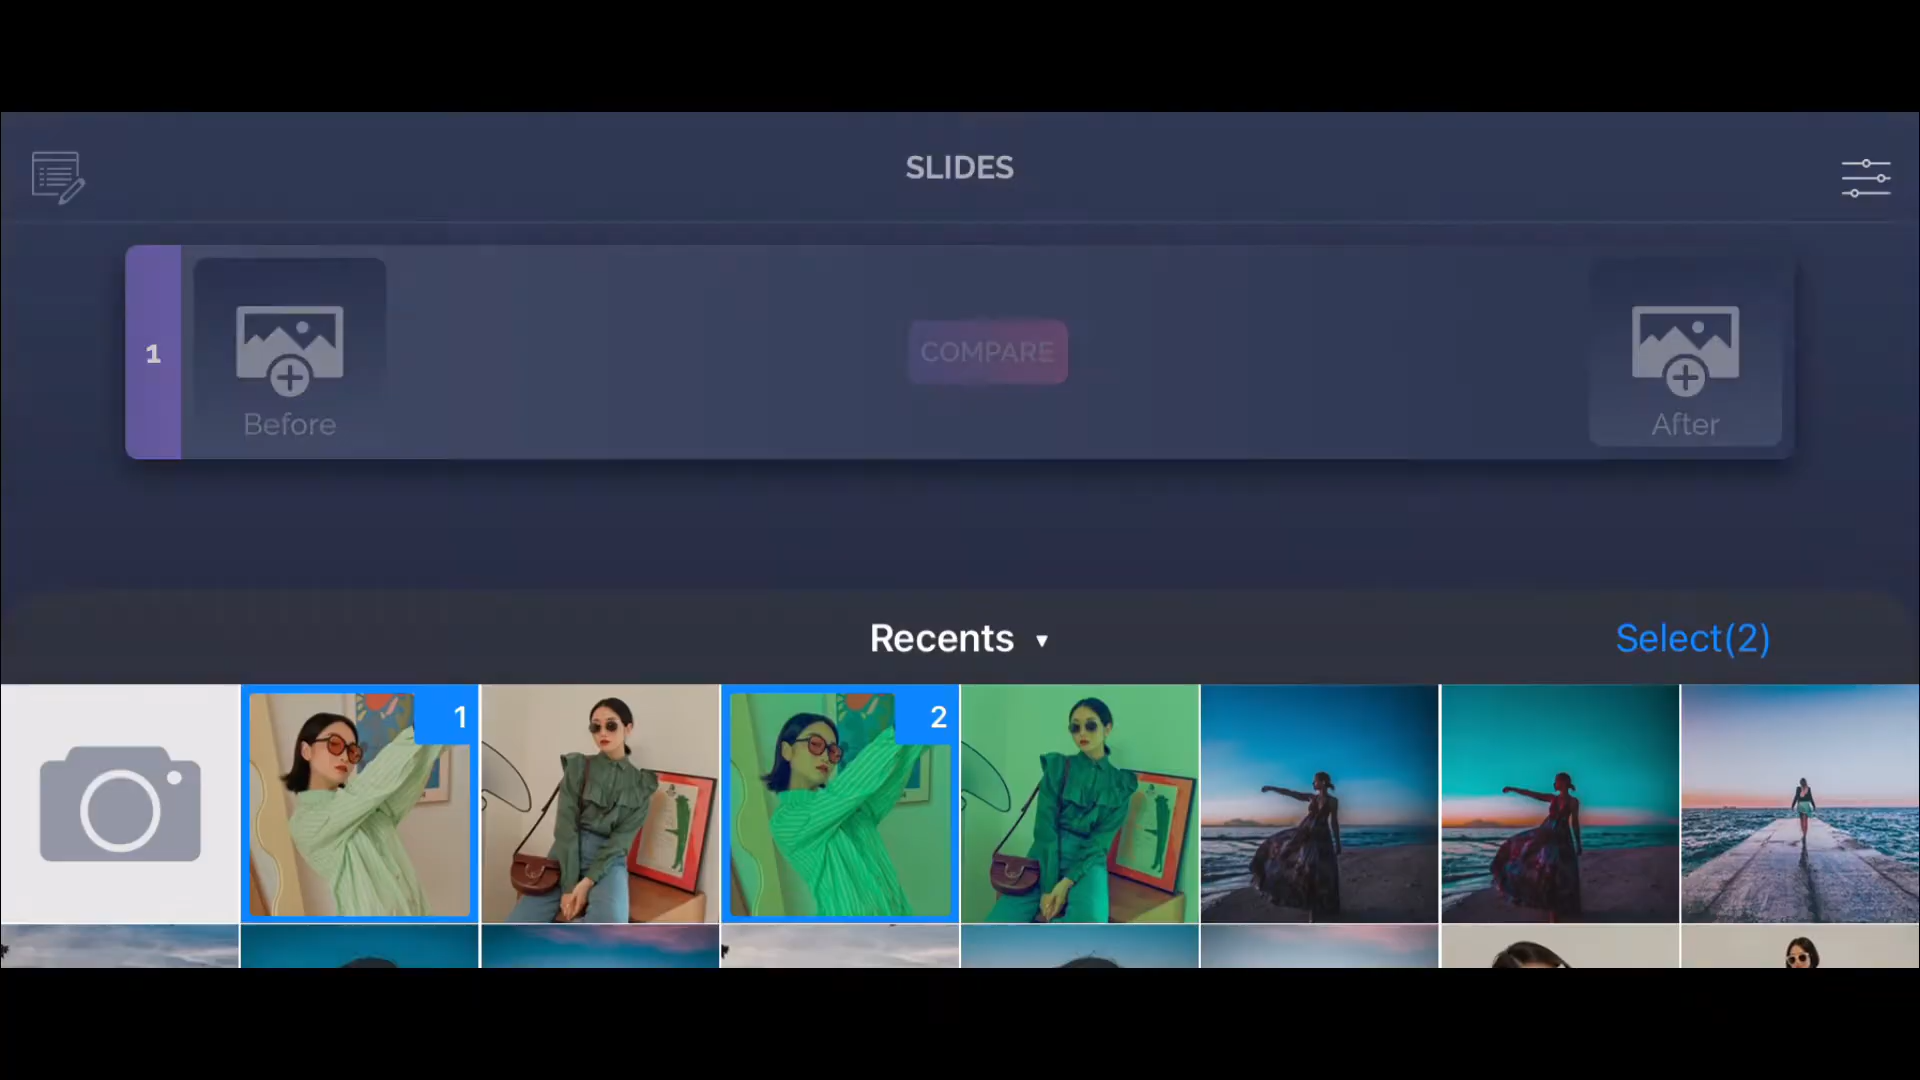 SLIDES
1
COMPARE
Before
After
Recents ▼
Select(2)
1
2